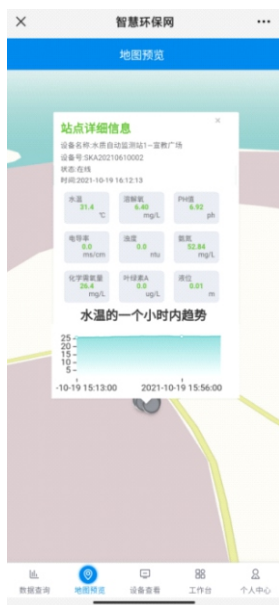 智慧环保网
地图预览
站点详细信息
设备名称:水质自动监测站1-宣教广场
设备号:SKA20210610002
状态:在线
时间:2021-10-19 16:12:13
水温
31.4
℃
溶解氧
6.40
mg/L
PH值
6.92
ph
电导率
0.0
ms/cm
浊度
0.0
ntu
氨氮
52.84
mg/L
化学需氧量
26.4
mg/L
叶绿素A
0.0
ug/L
液位
0.01
m
水温的一个小时内趋势
25
20
15
10
5
-10-19 15:13:00
2021-10-19 15:56:00
数据查询
地图预览
设备查看
工作台
个人中心